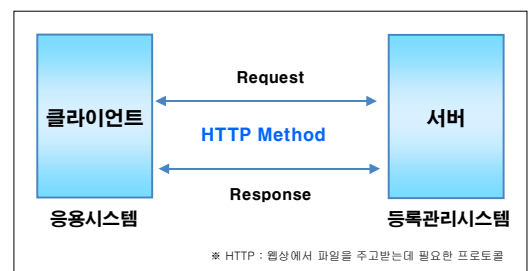 Request
클라이언트
서버
HTTP Method
Response
응용시스템
등록관리시스템
※ HTTP : 웹상에서 파일을 주고받는데 필요한 프로토콜